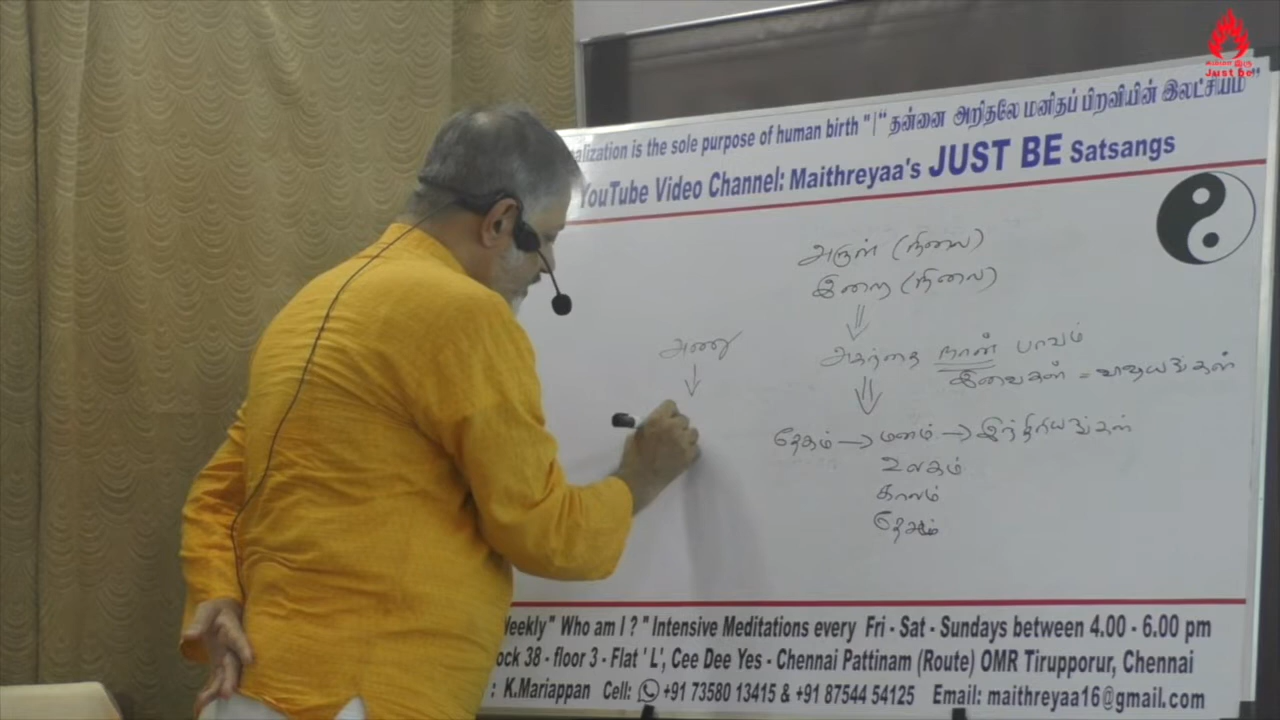 சும்மா இரு
Just be
alization is the sole purpose of human birth "|" தன்னை அறிதலே மனிதப் பிறவியின் இலட்சியம்"
YouTube Video Channel: Maithreyaa's JUST BE Satsangs
அருள் (நிலை)
இறை (நிலை)
அணு
அகந்தை நான் பாவம்
இவைகள் = விஷயங்கள்
தேகம் → மனம் → இந்திரியங்கள்
உலகம்
காலம்
Weekly" Who am I ? " Intensive Meditations every Fri - Sat - Sundays between 4.00 - 6.00 pm
ock 38 - floor 3 - Flat ' L', Cee Dee Yes - Chennai Pattinam (Route) OMR Tirupporur, Chennai
: K.Mariappan Cell: +91 73580 13415 & +91 87544 54125 Email: maithreyaa16@gmail.com